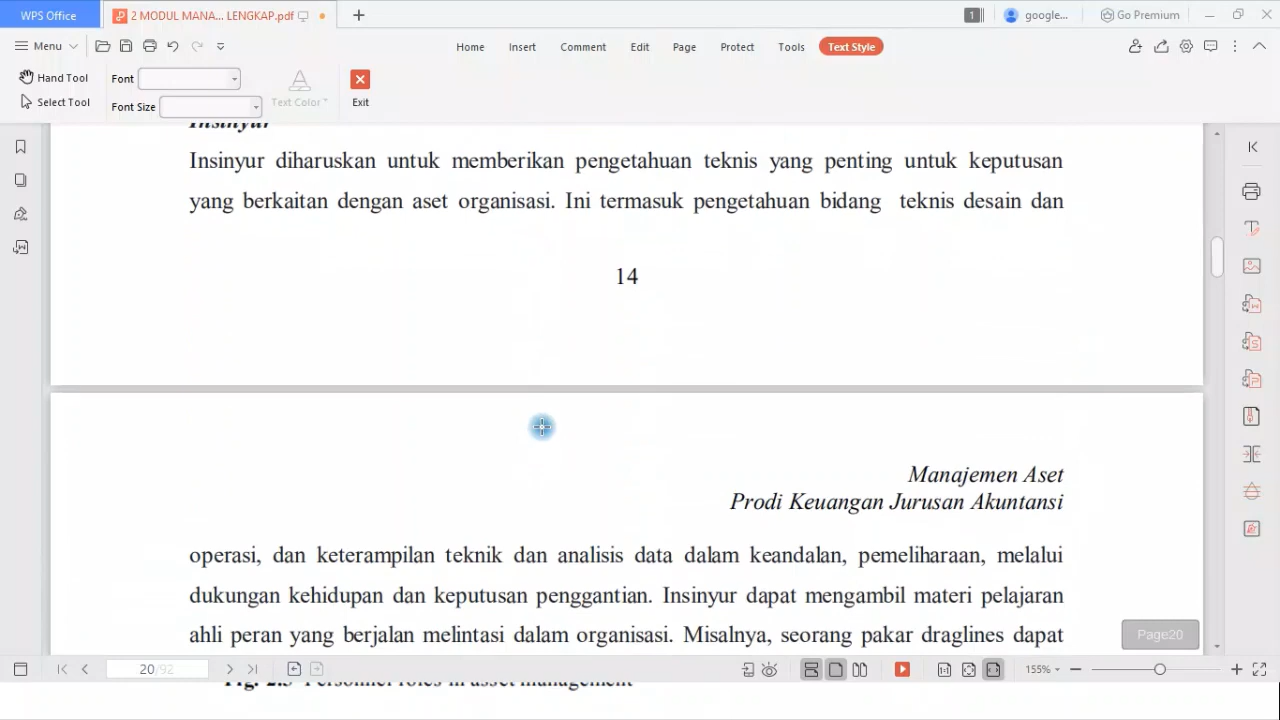 WPS Office
2 MODUL MANA... LENGKAP.pdf
1
google...
Go Premium
Menu
Home
Insert
Comment
Edit
Page
Protect
Tools
Text Style
Hand Tool
Font
Select Tool
Font Size
Text Color
Exit
Insinyur
Insinyur diharuskan untuk memberikan pengetahuan teknis yang penting untuk keputusan
yang berkaitan dengan aset organisasi. Ini termasuk pengetahuan bidang teknis desain dan
14
Manajemen Aset
Prodi Keuangan Jurusan Akuntansi
operasi, dan keterampilan teknik dan analisis data dalam keandalan, pemeliharaan, melalui
dukungan kehidupan dan keputusan penggantian. Insinyur dapat mengambil materi pelajaran
ahli peran yang berjalan melintasi dalam organisasi. Misalnya, seorang pakar draglines dapat
Page20
20/92
155%
Fig. 2.3 Personnel roles in asset management